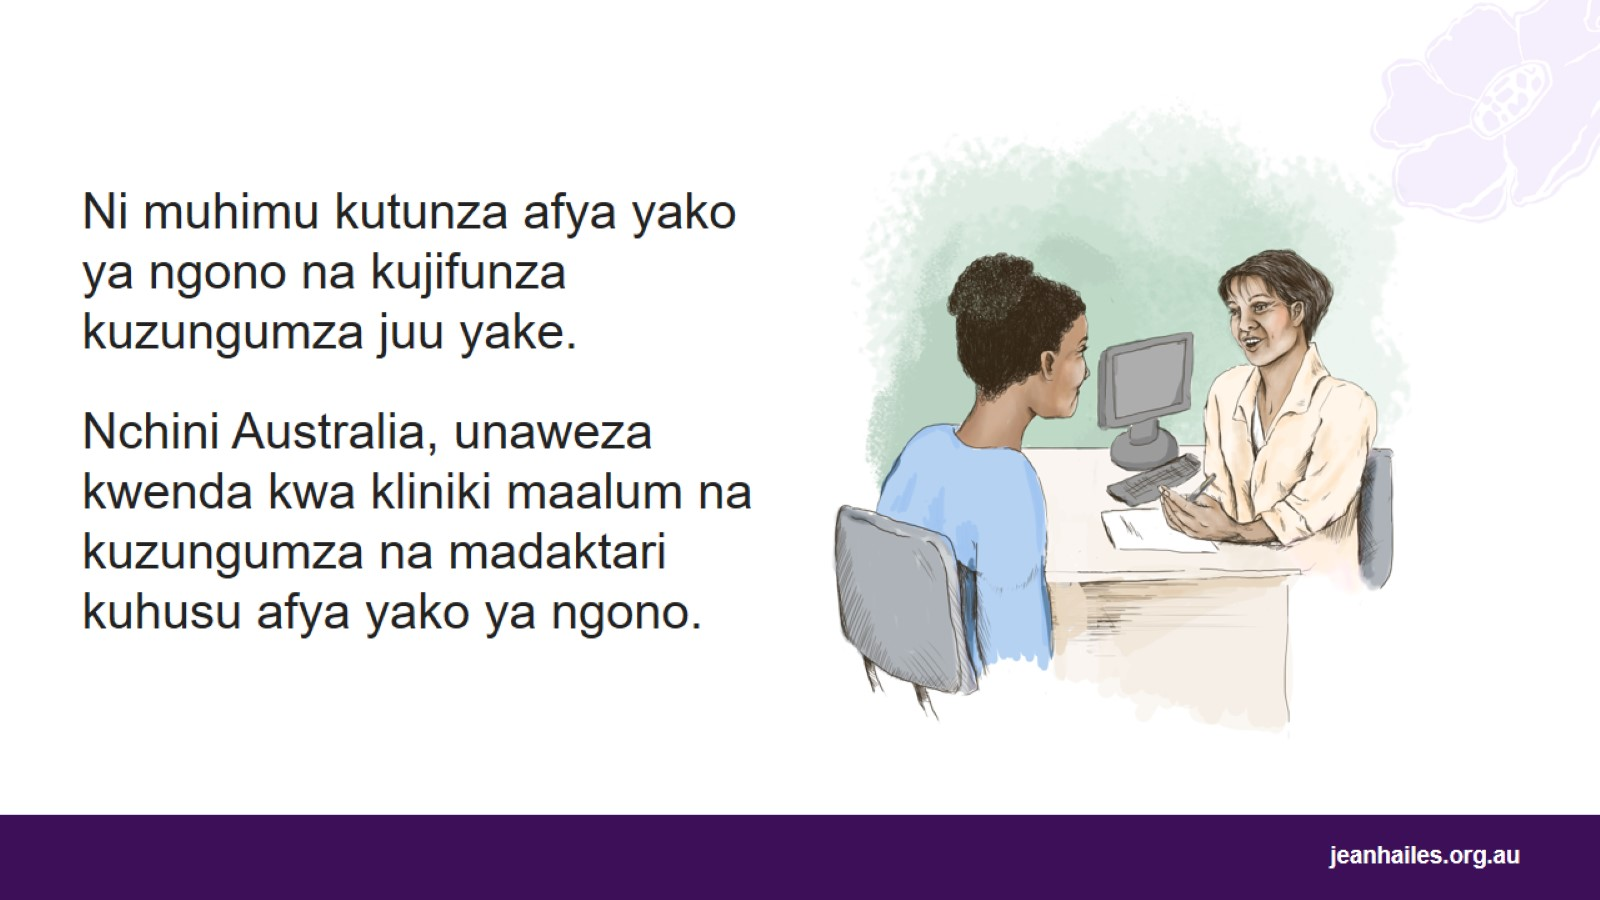 Ni muhimu kutunza afya yako
ya ngono na kujifunza
kuzungumza juu yake.
Nchini Australia, unaweza
kwenda kwa kliniki maalum na
kuzungumza na madaktari
kuhusu afya yako ya ngono.
jeanhailes.org.au